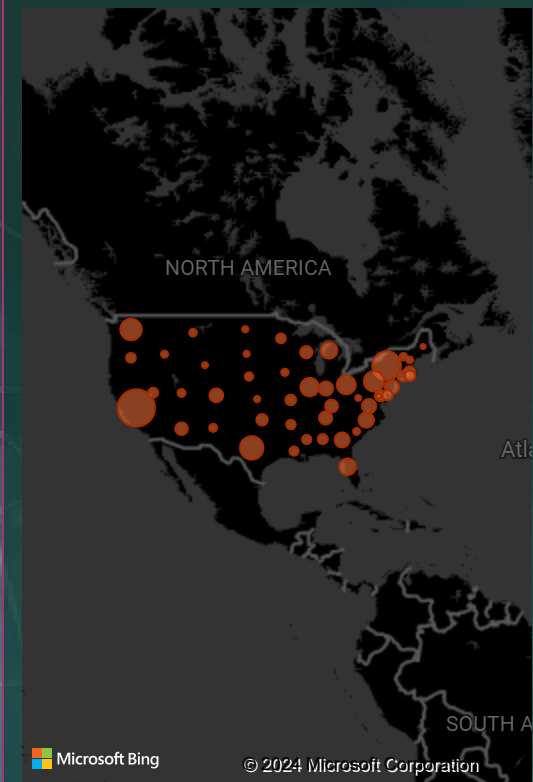 NORTH AMERICA
Atla
SOUTH A
Microsoft Bing
© 2024 Microsoft Corporation